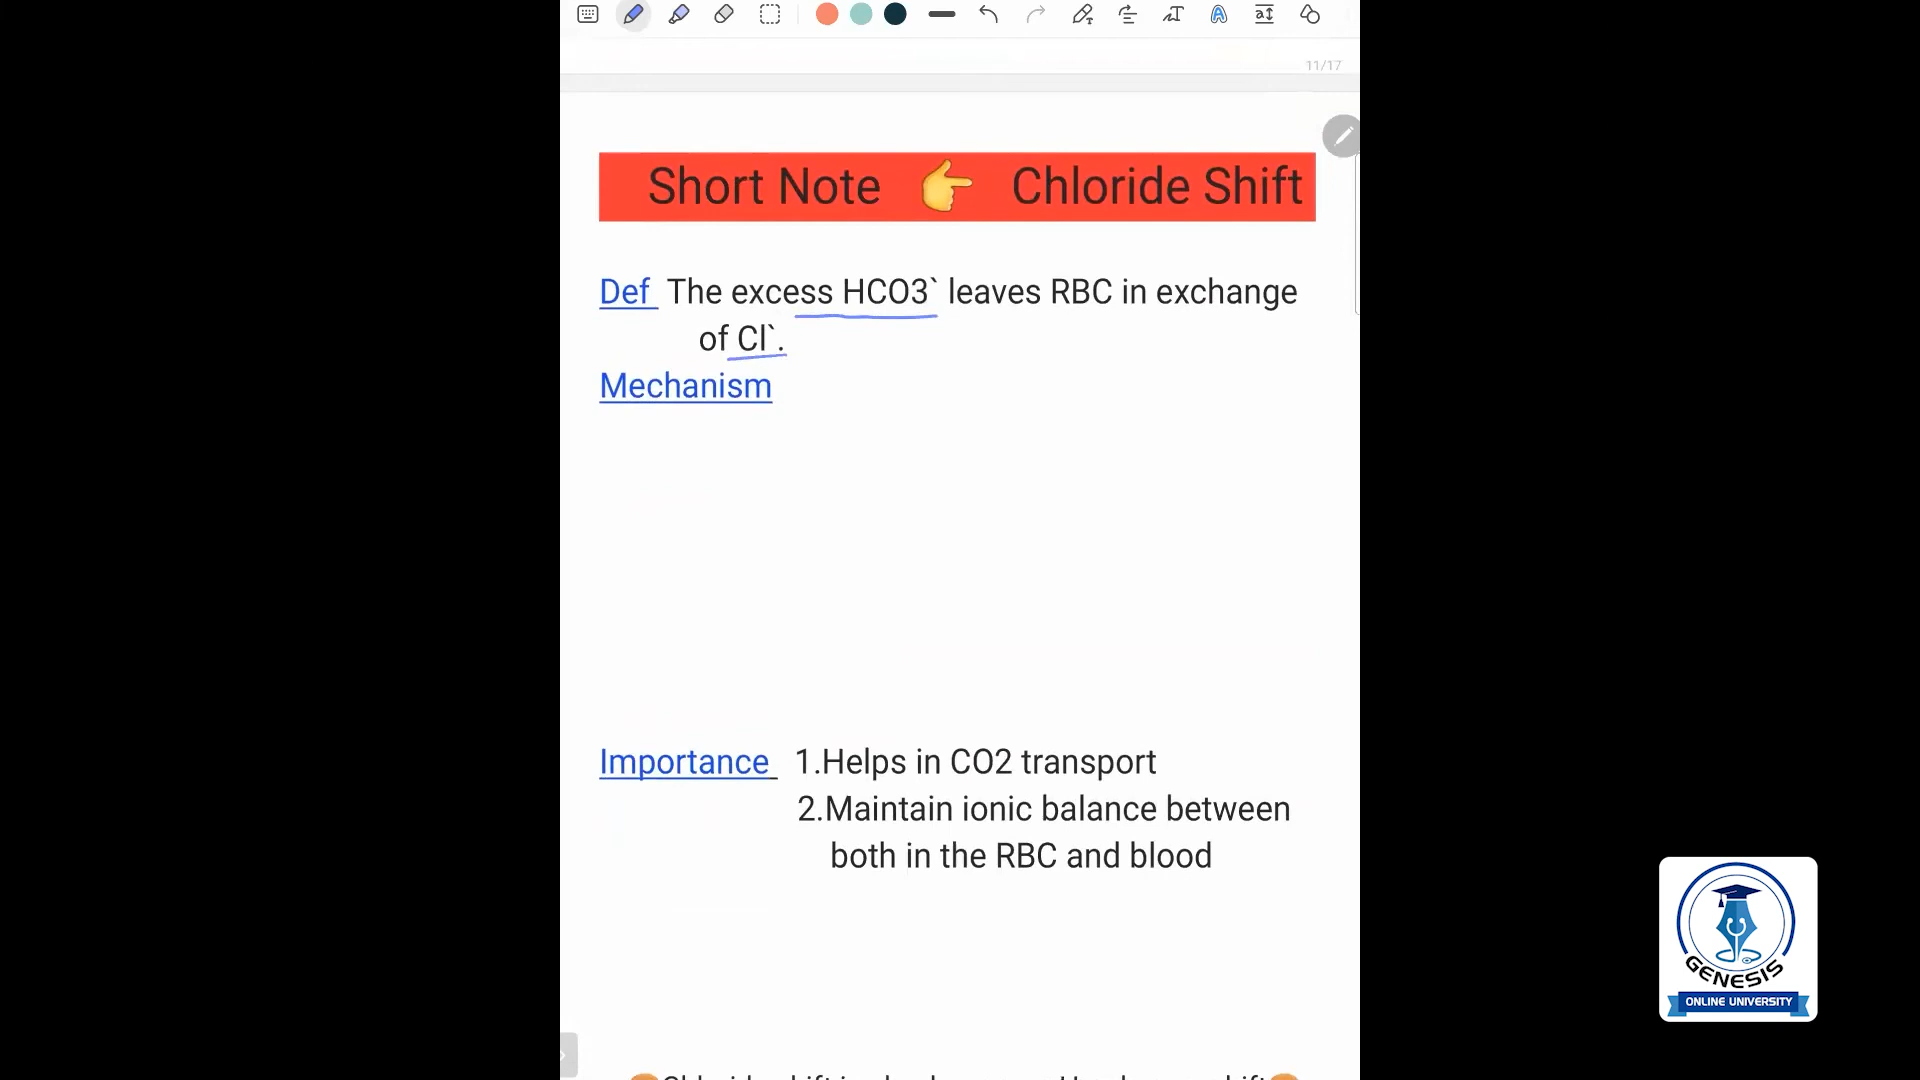 11/17
Short Note 👉 Chloride Shift
Def The excess HCO3` leaves RBC in exchange
of Cl`.
Mechanism
Importance 1.Helps in CO2 transport
2.Maintain ionic balance between
both in the RBC and blood
GENESIS
ONLINE UNIVERSITY